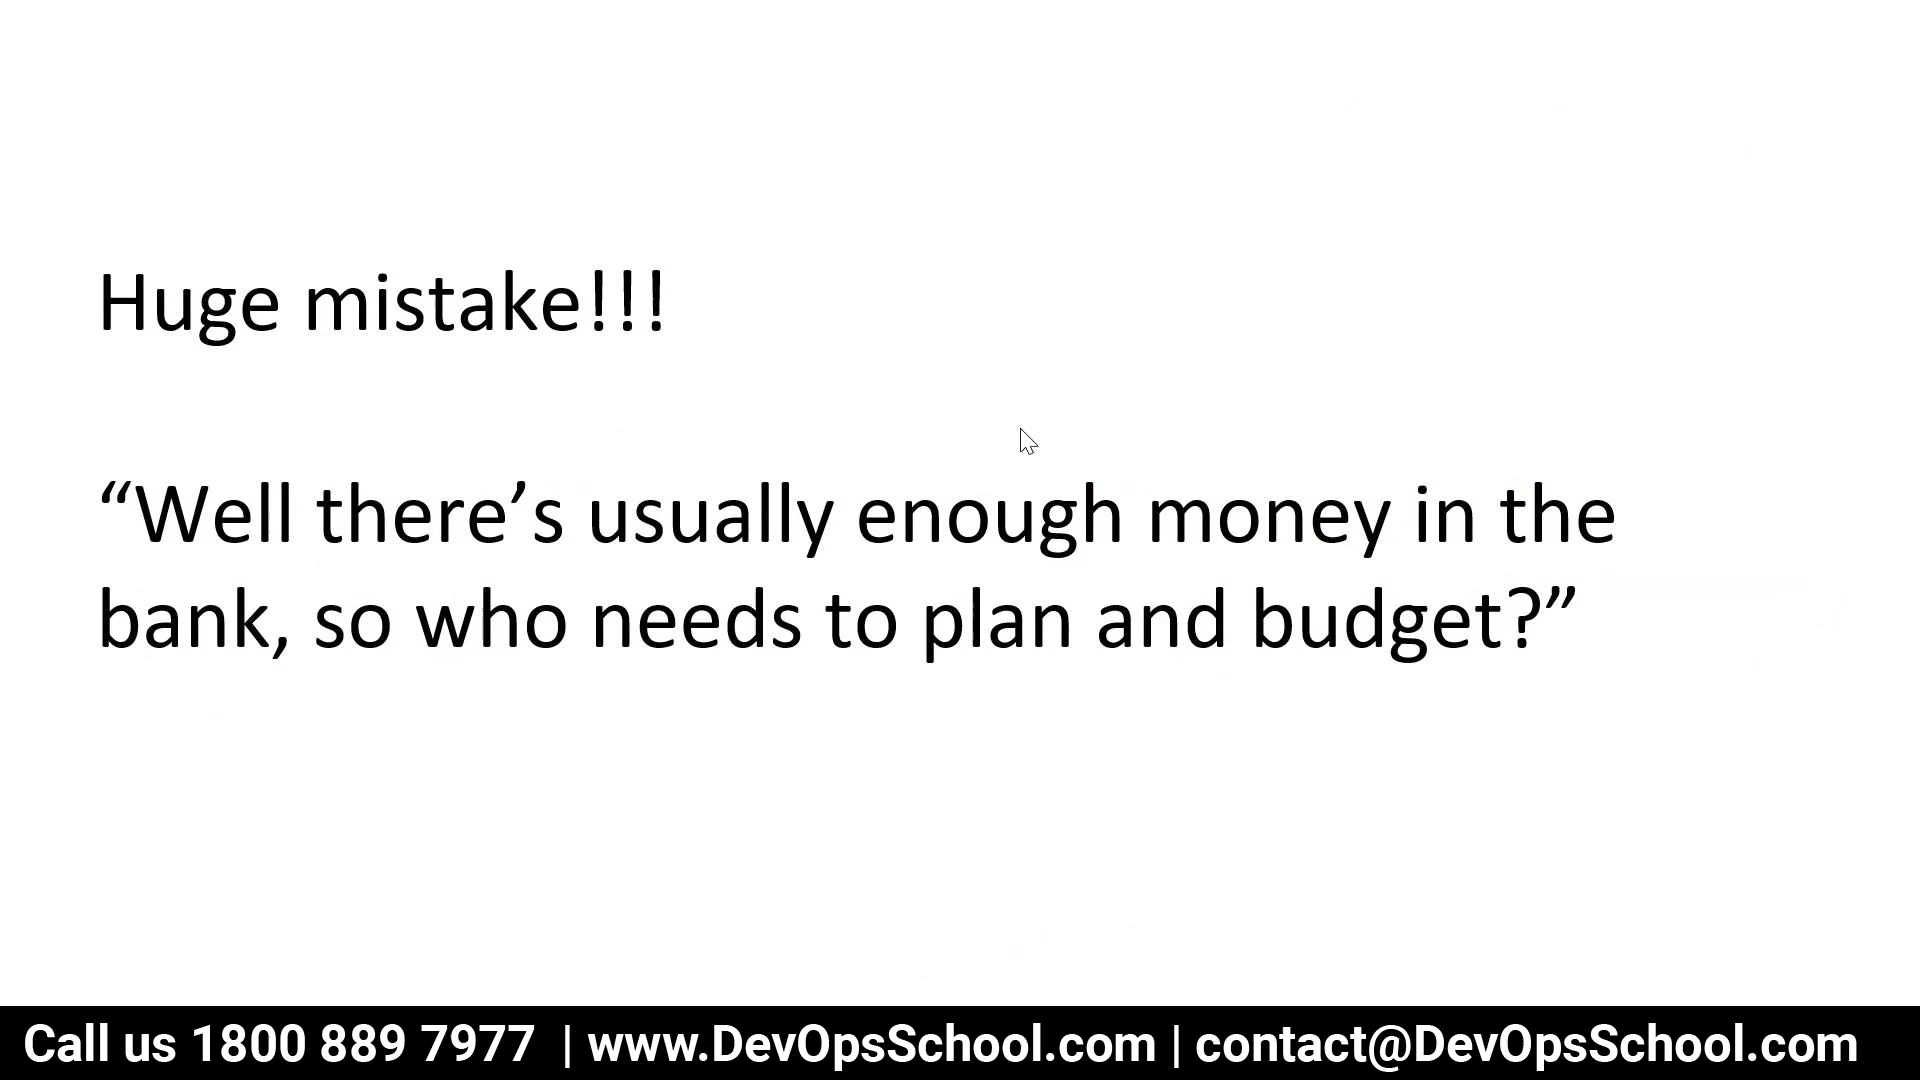 Huge mistake!!!
“Well there’s usually enough money in the
bank, so who needs to plan and budget?”
Call us 1800 889 7977 | www.DevOpsSchool.com | contact@DevOpsSchool.com